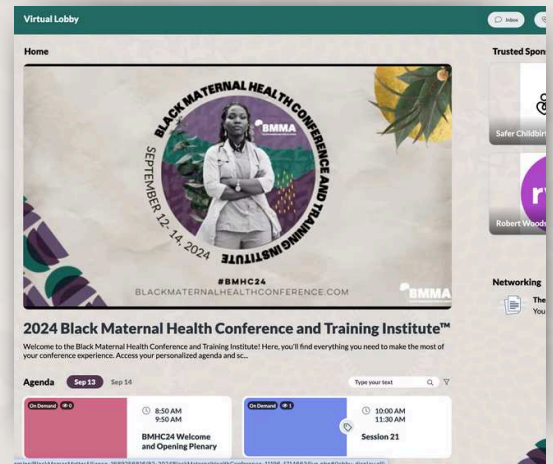 Virtual Lobby
Inbox
Home
Trusted Spon
BLACK MATERNAL HEALTH CONFERENCE AND TRAINING INSTITUTE
SEPTEMBER 12-14, 2024
BMMA
#BMHC24
BLACKMATERNALHEALTHCONFERENCE.COM
BMMA
Safer Childbirt
Robert Woods
Networking
The
You
2024 Black Maternal Health Conference and Training Institute™
Welcome to the Black Maternal Health Conference and Training Institute! Here, you'll find everything you need to make the most of
your conference experience. Access your personalized agenda and sc...
Agenda
Sep 13
Sep 14
Type your text
On Demand
0
8:50 AM
9:50 AM
BMHC24 Welcome
and Opening Plenary
On Demand
1
10:00 AM
11:30 AM
Session 21